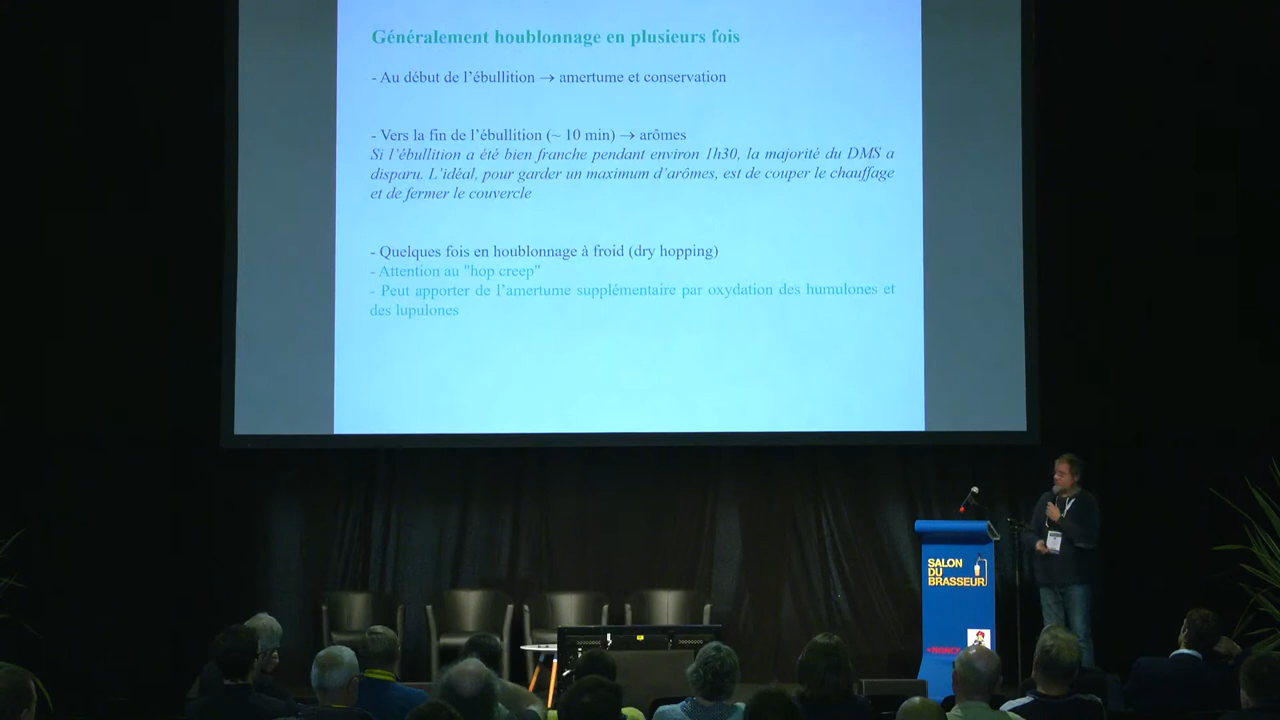 Généralement houblonnage en plusieurs fois
- Au début de l'ébullition → amertume et conservation
- Vers la fin de l'ébullition (~ 10 min) → arômes
Si l'ébullition a été bien franche pendant environ 1h30, la majorité du DMS a
disparu. L'idéal, pour garder un maximum d'arômes, est de couper le chauffage
et de fermer le couvercle
- Quelques fois en houblonnage à froid (dry hopping)
- Attention au "hop creep"
- Peut apporter de l'amertume supplémentaire par oxydation des humulones et
des lupulones
SALON
DU
BRASSEUR